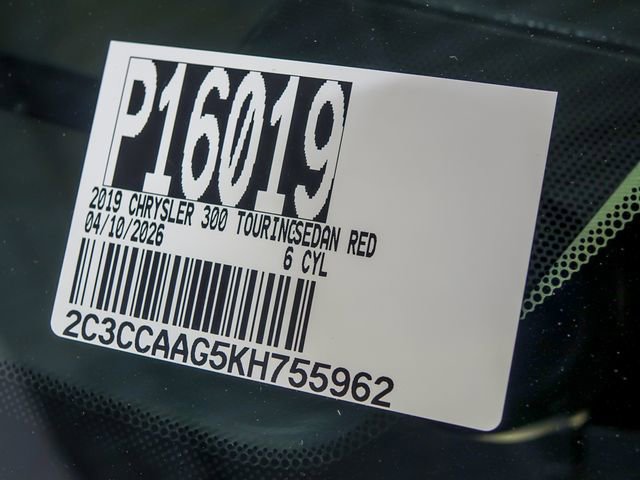 P16019
2019 CHRYSLER 300 TOURINGSEDAN RED
04/10/2026 6 CYL
2C3CCAAG5KH755962